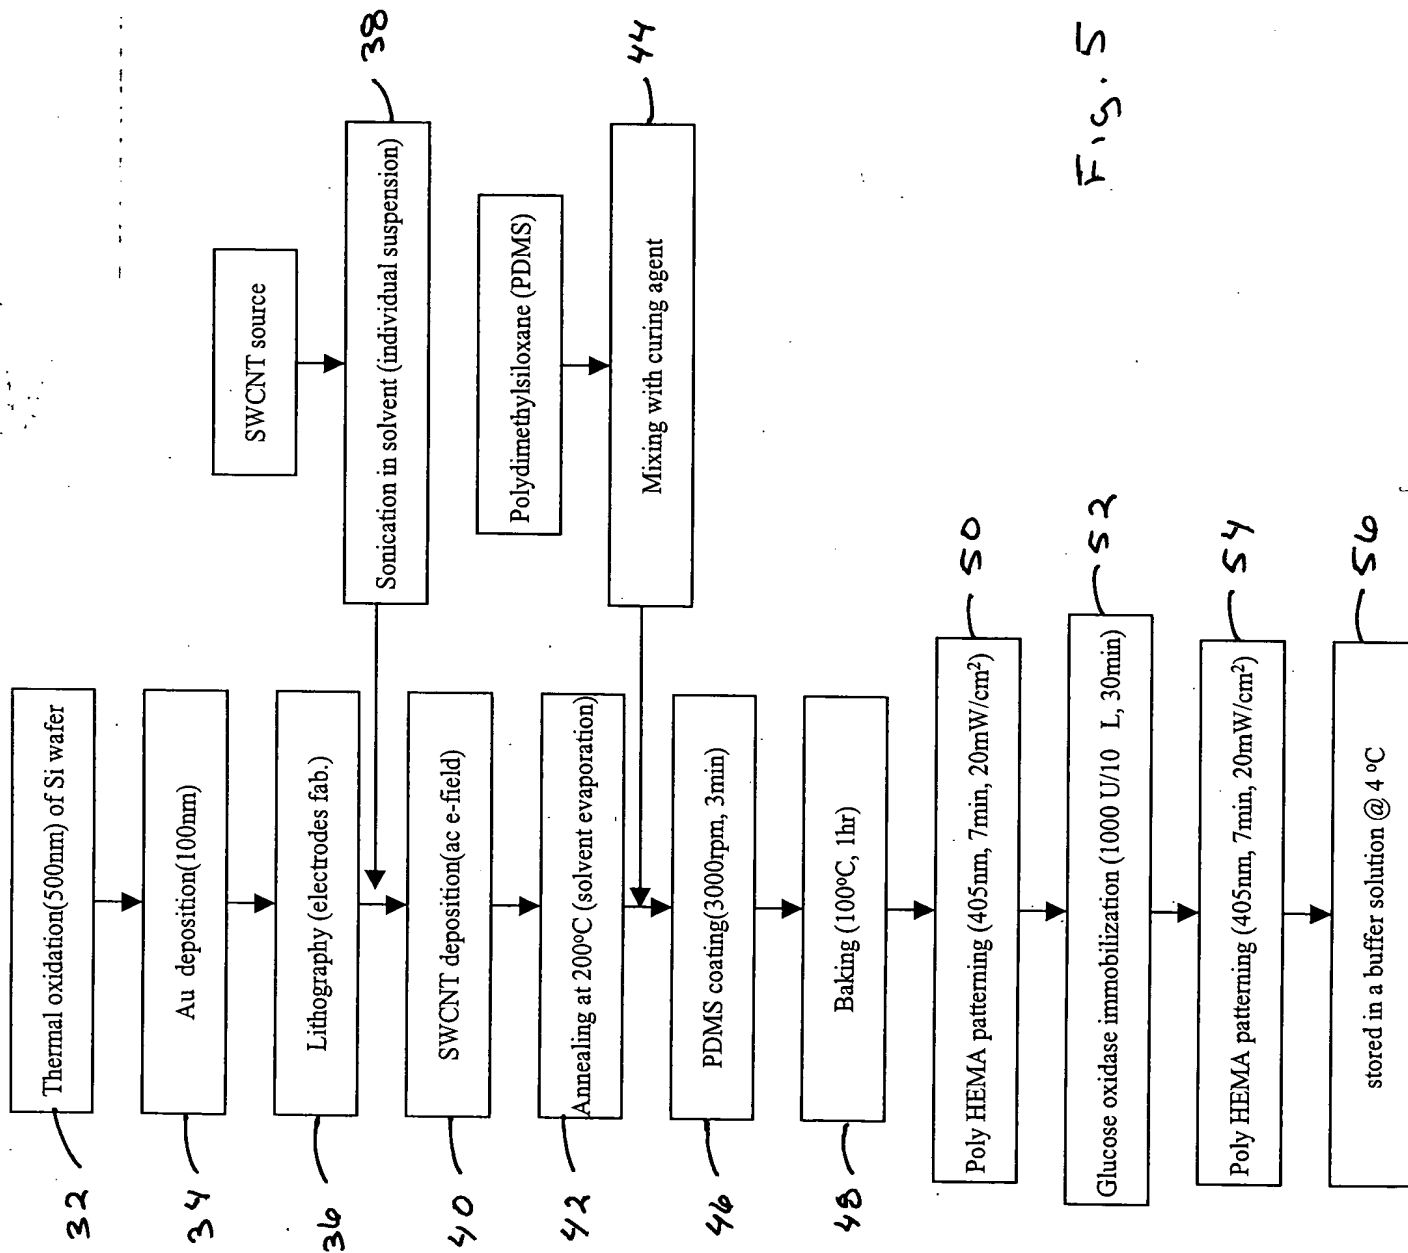 32
Thermal oxidation(500nm) of Si wafer
34
Au deposition(100nm)
36
Lithography (electrodes fab.)
SWCNT source
38
Sonication in solvent (individual suspension)
40
SWCNT deposition(ac e-field)
42
Annealing at 200°C (solvent evaporation)
Polydimethylsiloxane (PDMS)
44
Mixing with curing agent
46
PDMS coating(3000rpm, 3min)
48
Baking (100°C, 1hr)
50
Poly HEMA patterning (405nm, 7min, 20mW/cm²)
52
Glucose oxidase immobilization (1000 U/10 L, 30min)
54
Poly HEMA patterning (405nm, 7min, 20mW/cm²)
56
stored in a buffer solution @ 4 °C
Fig. 5